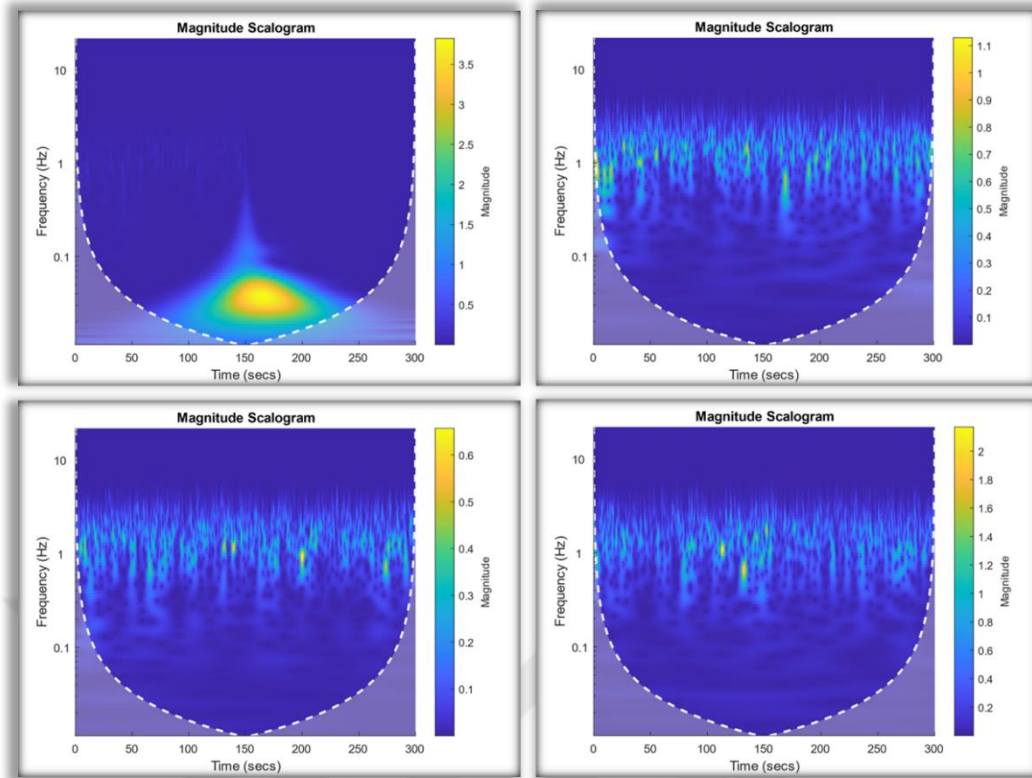 Magnitude Scalogram
10
1
0.1
Frequency (Hz)
0 50 100 150 200 250 300
Time (secs)
3.5
3
2.5
2
1.5
1
0.5
Magnitude
Magnitude Scalogram
10
1
0.1
Frequency (Hz)
0 50 100 150 200 250 300
Time (secs)
1.1
1
0.9
0.8
0.7
0.6
0.5
0.4
0.3
0.2
0.1
Magnitude
Magnitude Scalogram
10
1
0.1
Frequency (Hz)
0 50 100 150 200 250 300
Time (secs)
0.6
0.5
0.4
0.3
0.2
0.1
Magnitude
Magnitude Scalogram
10
1
0.1
Frequency (Hz)
0 50 100 150 200 250 300
Time (secs)
2
1.8
1.6
1.4
1.2
1
0.8
0.6
0.4
0.2
Magnitude